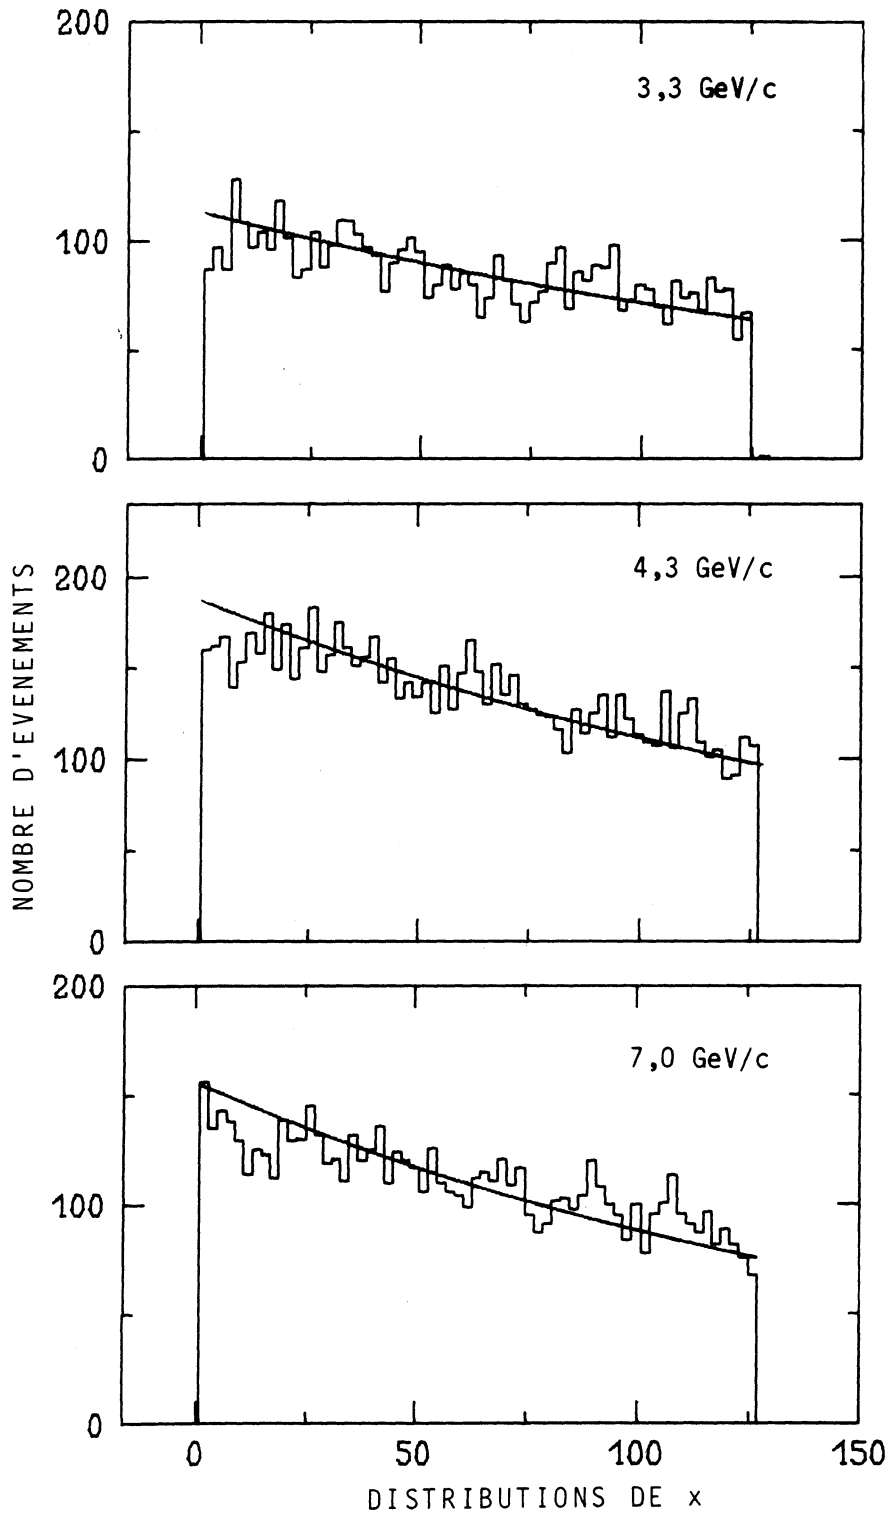 200
3,3 GeV/c
100
0
4,3 GeV/c
200
100
0
NOMBRE D'EVENEMENTS
200
7,0 GeV/c
100
0
0 50 100 150
DISTRIBUTIONS DE x